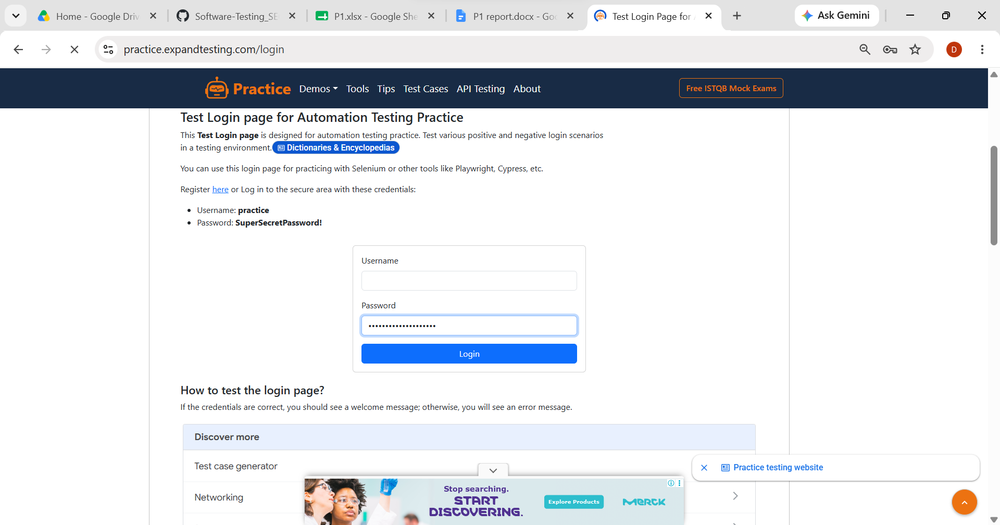 Home - Google Driv
Software-Testing_SE
P1.xlsx - Google She
P1 report.docx - Goo
Test Login Page for A
Ask Gemini
practice.expandtesting.com/login
D
Practice
Demos
Tools
Tips
Test Cases
API Testing
About
Free ISTQB Mock Exams
Test Login page for Automation Testing Practice
This Test Login page is designed for automation testing practice. Test various positive and negative login scenarios
in a testing environment. Dictionaries & Encyclopedias
You can use this login page for practicing with Selenium or other tools like Playwright, Cypress, etc.
Register here or Log in to the secure area with these credentials:
• Username: practice
• Password: SuperSecretPassword!
Username
Password
••••••••••••••••••••
Login
How to test the login page?
If the credentials are correct, you should see a welcome message; otherwise, you will see an error message.
Discover more
Test case generator
Practice testing website
Networking
Stop searching.
START
DISCOVERING.
Explore Products
MERCK